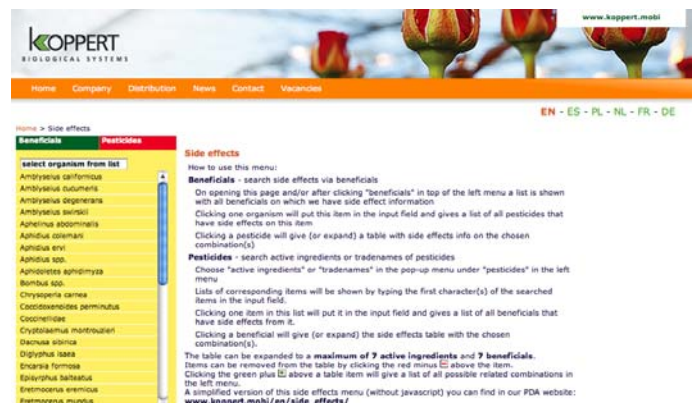 www.koppert.mobi
KOPPERT
BIOLOGICAL SYSTEMS
Home Company Distribution News Contact Vacancies
EN - ES - PL - NL - FR - DE
Home > Side effects
Beneficials Pesticides
select organism from list
Amblyseius californicus
Amblyseius cucumeris
Amblyseius degenerans
Amblyseius swirskii
Aphelinus abdominalis
Aphidius colemani
Aphidius ervi
Aphidius spp.
Aphidoletes aphidimyza
Bombus spp.
Chrysoperla carnea
Coccidoxenoides perminutus
Coccinellidae
Cryptolaemus montrouzieri
Dacnusa sibirica
Diglyphus isaea
Encarsia formosa
Episyrphus balteatus
Eretmocerus eremicus
Eretmocerus mundus
Side effects
How to use this menu:
Beneficials - search side effects via beneficials
On opening this page and/or after clicking "beneficials" in top of the left menu a list is shown
with all beneficials on which we have side effect information
Clicking one organism will put this item in the input field and gives a list of all pesticides that
have side effects on this item
Clicking a pesticide will give (or expand) a table with side effects info on the chosen
combination(s)
Pesticides - search active ingredients or tradenames of pesticides
Choose "active ingredients" or "tradenames" in the pop-up menu under "pesticides" in the left
menu
Lists of corresponding items will be shown by typing the first character(s) of the searched
items in the input field.
Clicking one item in this list will put it in the input field and gives a list of all beneficials that
have side effects from it.
Clicking a beneficial will give (or expand) the side effects table with the chosen
combination(s).
The table can be expanded to a maximum of 7 active ingredients and 7 beneficials.
Items can be removed from the table by clicking the red minus above the item.
Clicking the green plus above a table item will give a list of all possible related combinations in
the left menu.
A simplified version of this side effects menu (without javascript) you can find in our PDA website:
www.koppert.mobi/en/side_effects/